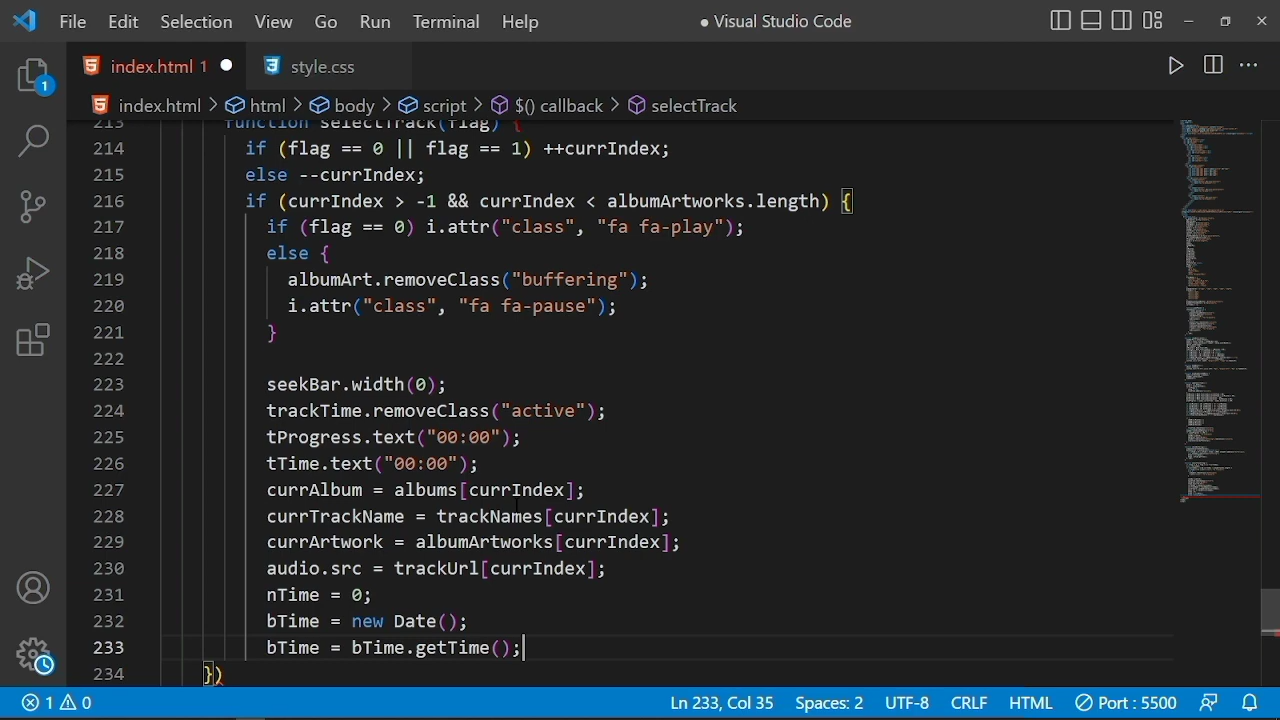 File Edit Selection View Go Run Terminal Help ● Visual Studio Code
index.html 1 style.css
1
index.html > html > body > script > $() callback > selectTrack
213 function selectTrack(flag) {
214 if (flag == 0 || flag == 1) ++currIndex;
215 else --currIndex;
216 if (currIndex > -1 && currIndex < albumArtworks.length) {
217 if (flag == 0) i.attr("class", "fa fa-play");
218 else {
219 albumArt.removeClass("buffering");
220 i.attr("class", "fa fa-pause");
221 }
222
223 seekBar.width(0);
224 trackTime.removeClass("active");
225 tProgress.text("00:00");
226 tTime.text("00:00");
227 currAlbum = albums[currIndex];
228 currTrackName = trackNames[currIndex];
229 currArtwork = albumArtworks[currIndex];
230 audio.src = trackUrl[currIndex];
231 nTime = 0;
232 bTime = new Date();
233 bTime = bTime.getTime();
234 })
1 0 Ln 233, Col 35 Spaces: 2 UTF-8 CRLF HTML Port : 5500